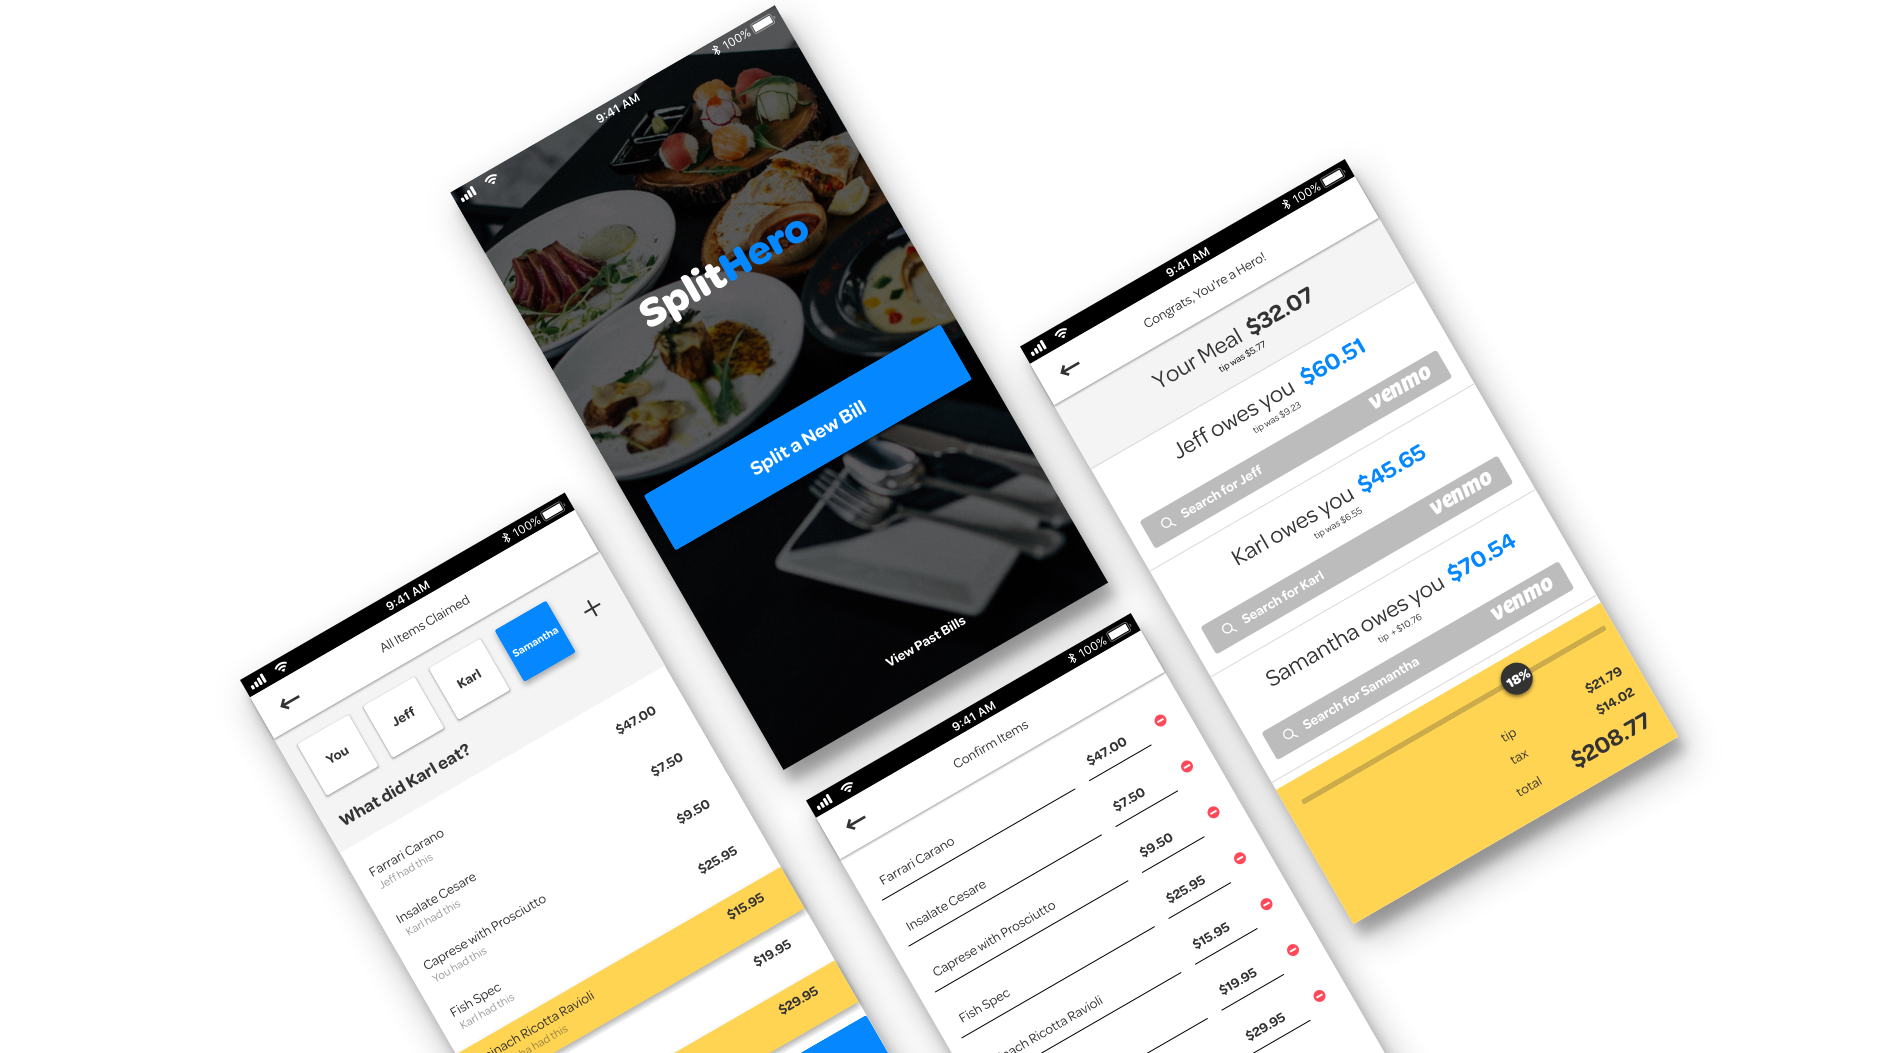 9:41 AM
100%
SplitHero
Split a New Bill
View Past Bills
9:41 AM
100%
Congrats, You're a Hero!
Your Meal $32.07
tip was $5.77
Jeff owes you $60.51
tip was $9.23
Search for Jeff venmo
Karl owes you $45.65
tip was $6.55
Search for Karl venmo
Samantha owes you $70.54
tip + $10.76
Search for Samantha venmo
18%
tip $21.79
tax $14.02
total $208.77
9:41 AM
100%
All Items Claimed
You Jeff Karl Samantha +
What did Karl eat?
Farrari Carano $47.00
Jeff had this
Insalate Cesare $7.50
Karl had this
Caprese with Prosciutto $9.50
You had this
Fish Spec $25.95
Karl had this
Ricotta Ravioli $15.95
had this
$19.95
$29.95
9:41 AM
100%
Confirm Items
Farrari Carano $47.00
Insalate Cesare $7.50
Caprese with Prosciutto $9.50
Fish Spec $25.95
Ricotta Ravioli $15.95
$19.95
$29.95